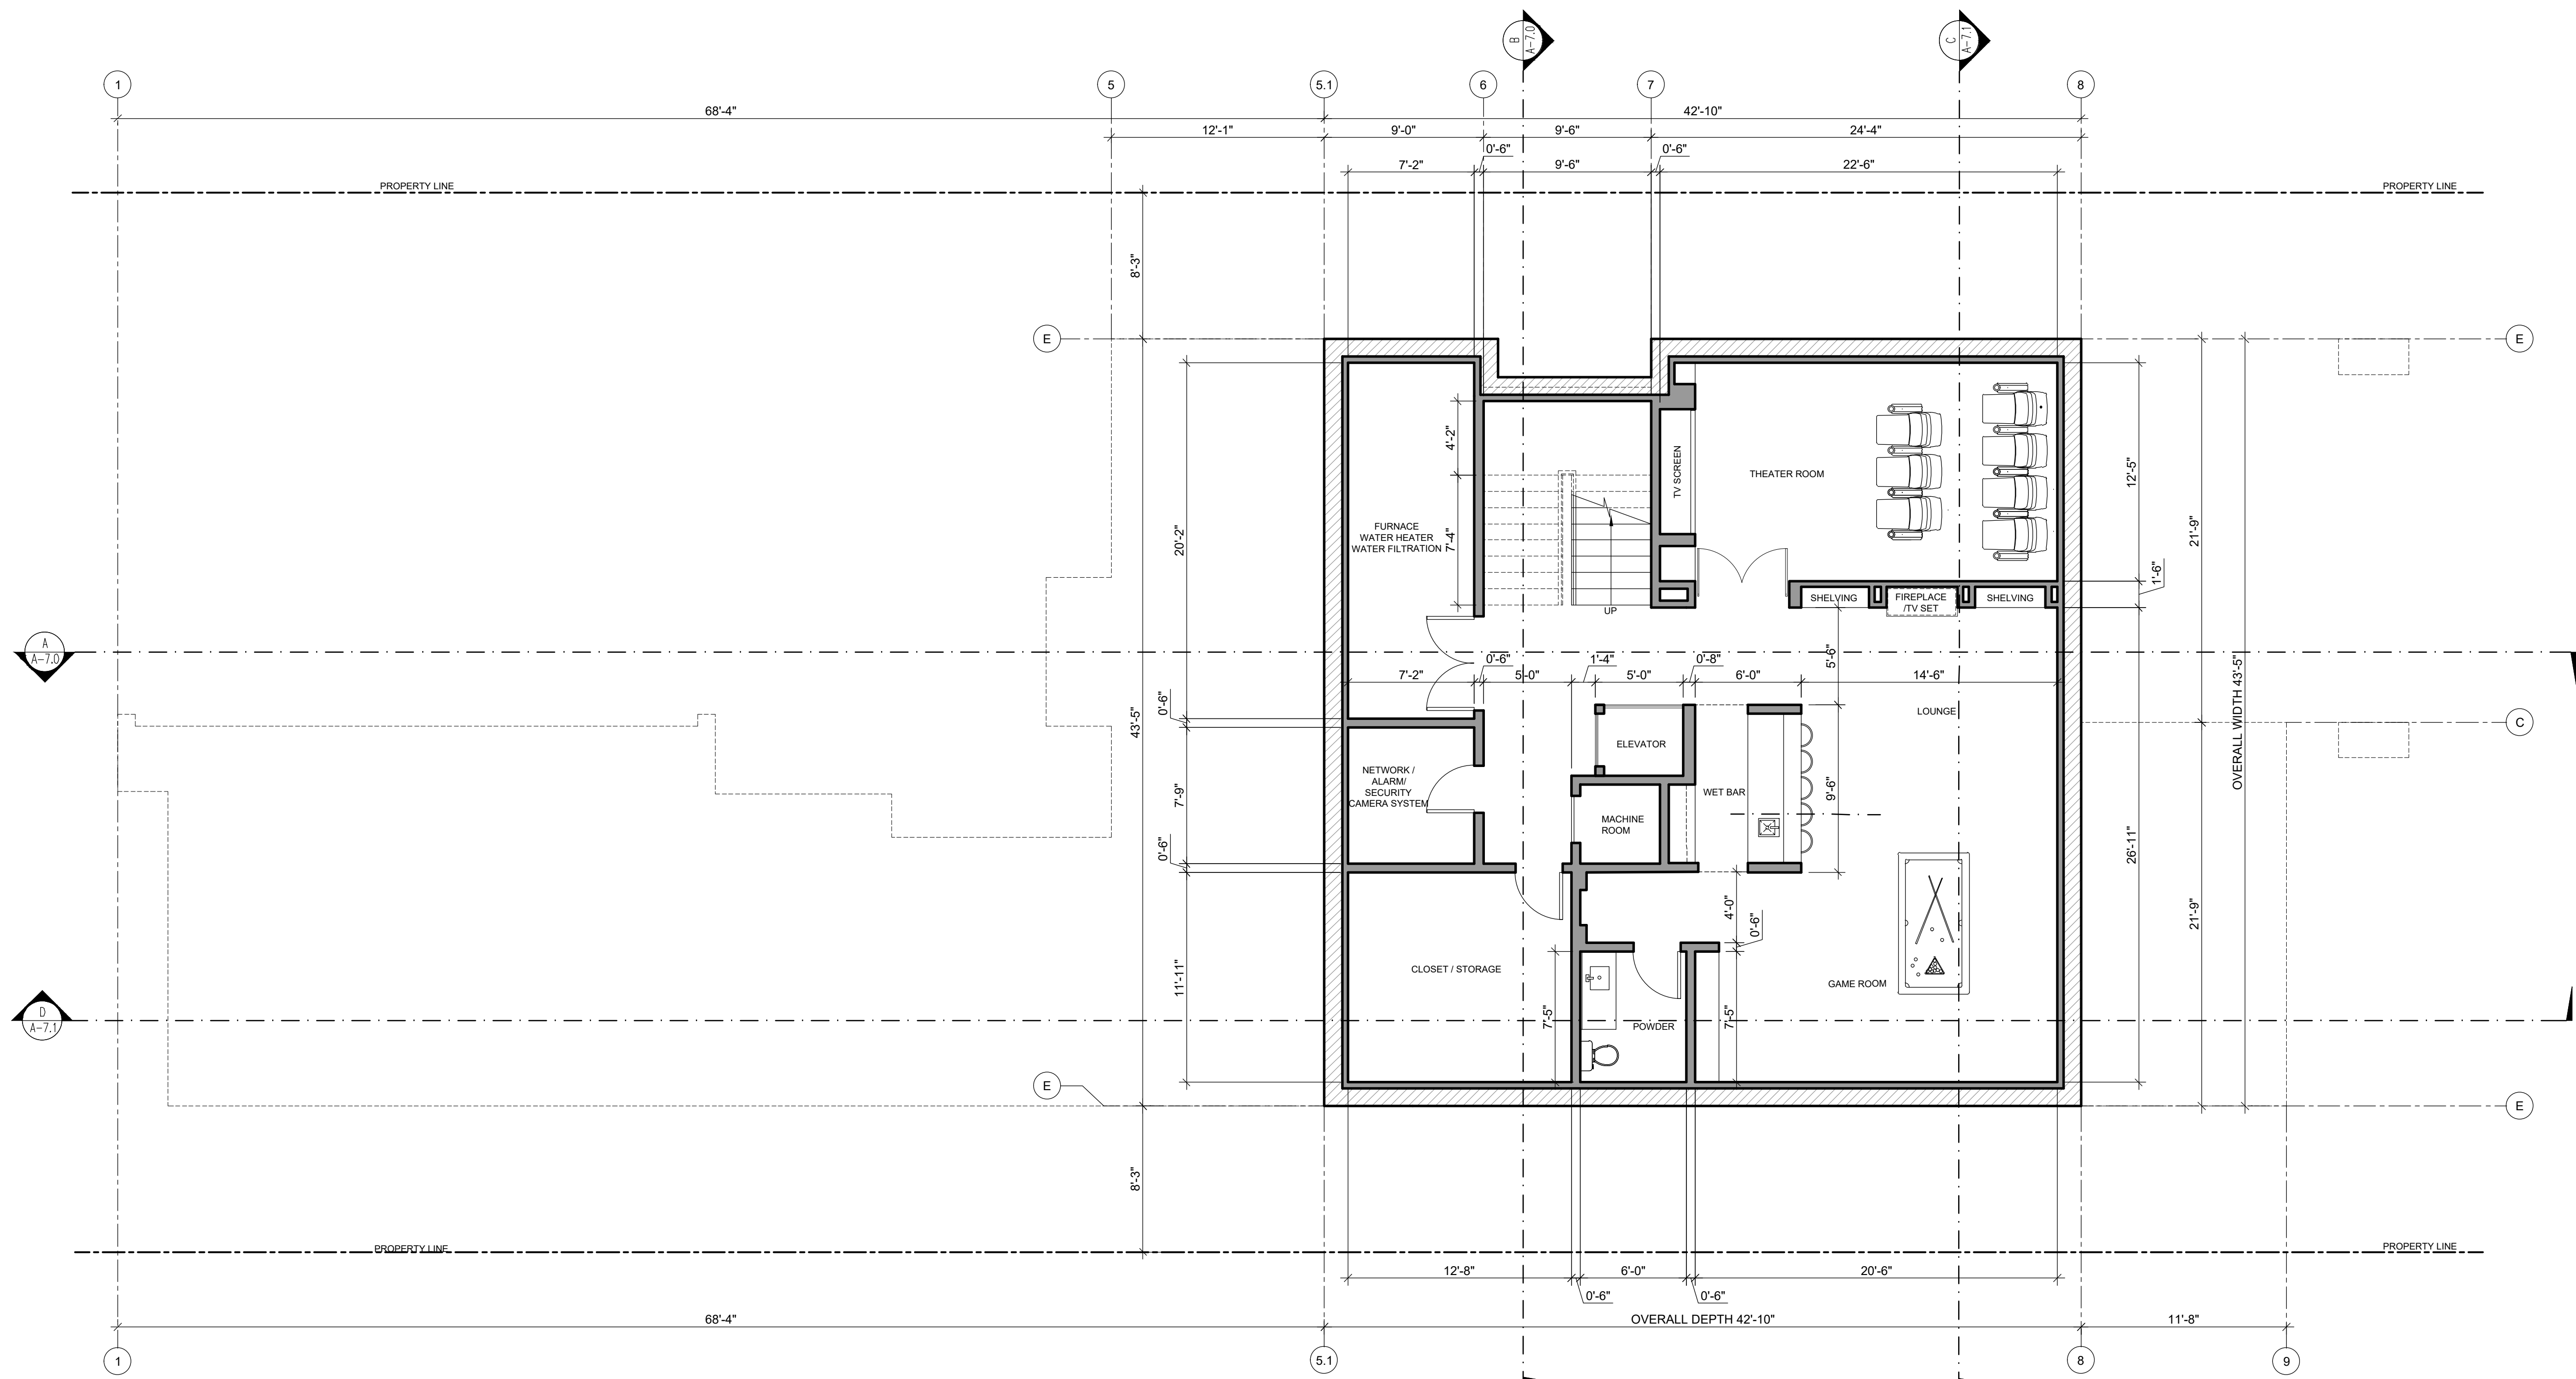 B
A-7.0
C
A-7.1
1
5
5.1
6
7
8
68'-4"
42'-10"
12'-1"
9'-0"
9'-6"
24'-4"
0'-6"
0'-6"
7'-2"
9'-6"
22'-6"
PROPERTY LINE
PROPERTY LINE
8'-3"
E
E
4'-2"
TV SCREEN
THEATER ROOM
12'-5"
FURNACE
WATER HEATER
WATER FILTRATION
7'-4"
20'-2"
21'-9"
1'-6"
UP
SHELVING
FIREPLACE
/TV SET
SHELVING
A
A-7.0
5'-6"
0'-6"
1'-4"
0'-8"
7'-2"
5'-0"
5'-0"
6'-0"
14'-6"
OVERALL WIDTH 43'-5"
0'-6"
43'-5"
LOUNGE
C
ELEVATOR
NETWORK /
ALARM/
SECURITY
CAMERA SYSTEM
7'-9"
WET BAR
9'-6"
MACHINE
ROOM
0'-6"
26'-11"
4'-0"
0'-6"
21'-9"
11'-11"
CLOSET / STORAGE
GAME ROOM
7'-5"
POWDER
7'-5"
D
A-7.1
E
E
8'-3"
PROPERTY LINE
PROPERTY LINE
12'-8"
6'-0"
20'-6"
0'-6"
0'-6"
68'-4"
OVERALL DEPTH 42'-10"
11'-8"
1
5.1
8
9